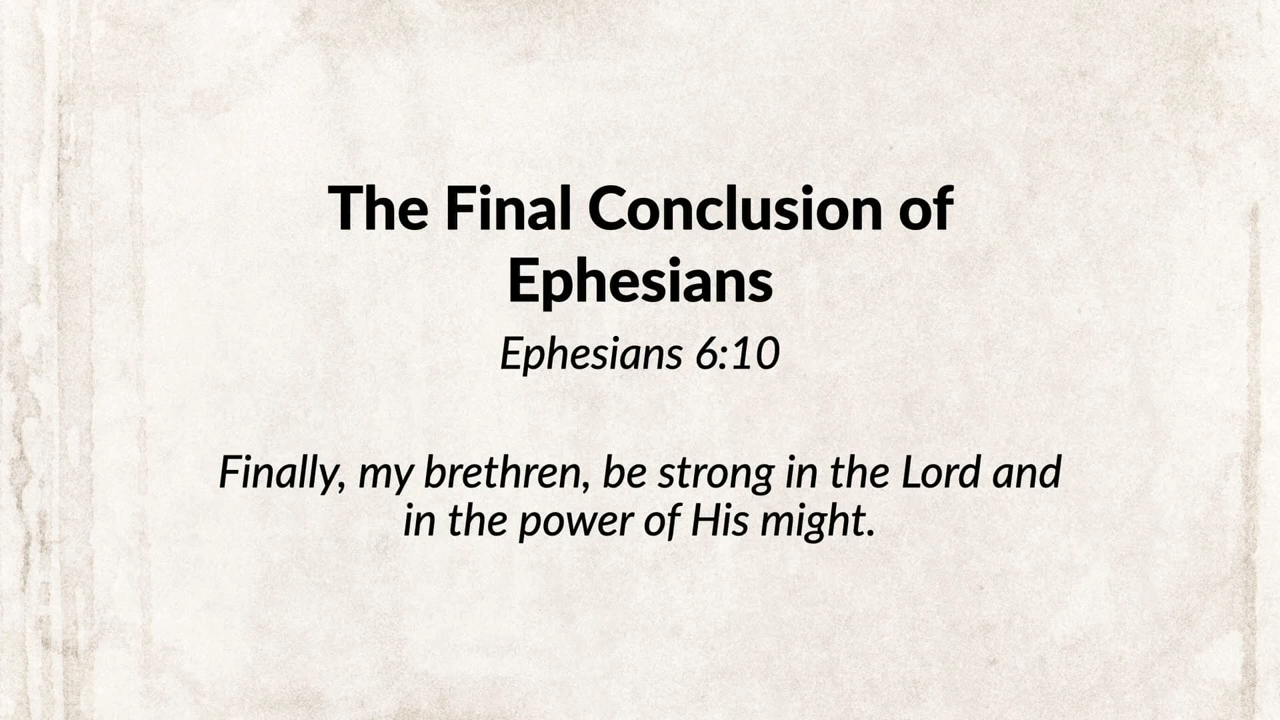 The Final Conclusion of
Ephesians
Ephesians 6:10
Finally, my brethren, be strong in the Lord and
in the power of His might.